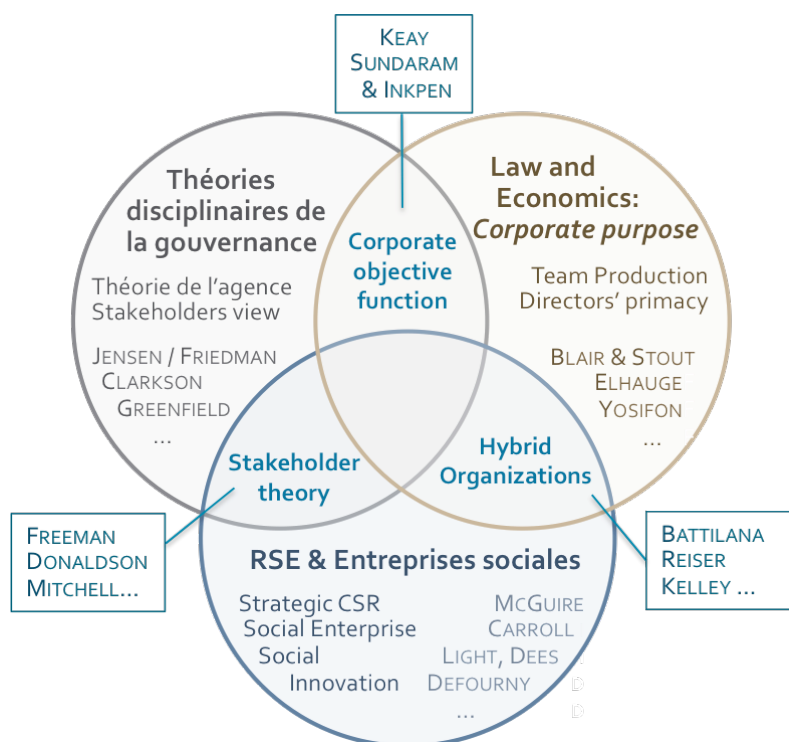 KEAY
SUNDARAM
& INKPEN
Théories
disciplinaires de
la gouvernance
Théorie de l'agence
Stakeholders view
JENSEN / FRIEDMAN
CLARKSON
GREENFIELD
...
Corporate
objective
function
Law and
Economics:
Corporate purpose
Team Production
Directors' primacy
BLAIR & STOUT
ELHAUGE
YOSIFON
...
Stakeholder
theory
Hybrid
Organizations
FREEMAN
DONALDSON
MITCHELL...
BATTILANA
REISER
KELLEY ...
RSE & Entreprises sociales
Strategic CSR MCGUIRE
Social Enterprise CARROLL
Social LIGHT, DEES
Innovation DEFOURNY D
... D